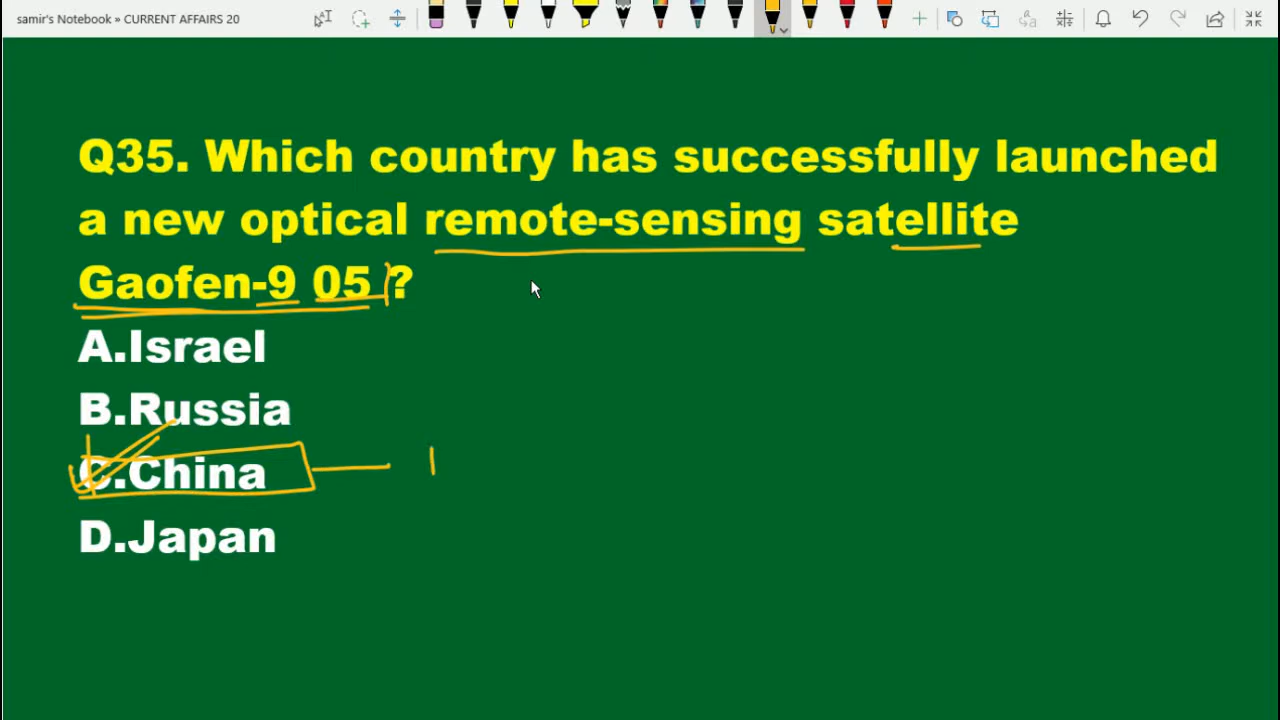 samir's Notebook » CURRENT AFFAIRS 20
Q35. Which country has successfully launched
a new optical remote-sensing satellite
Gaofen-9 05 ?
A.Israel
B.Russia
C.China
D.Japan